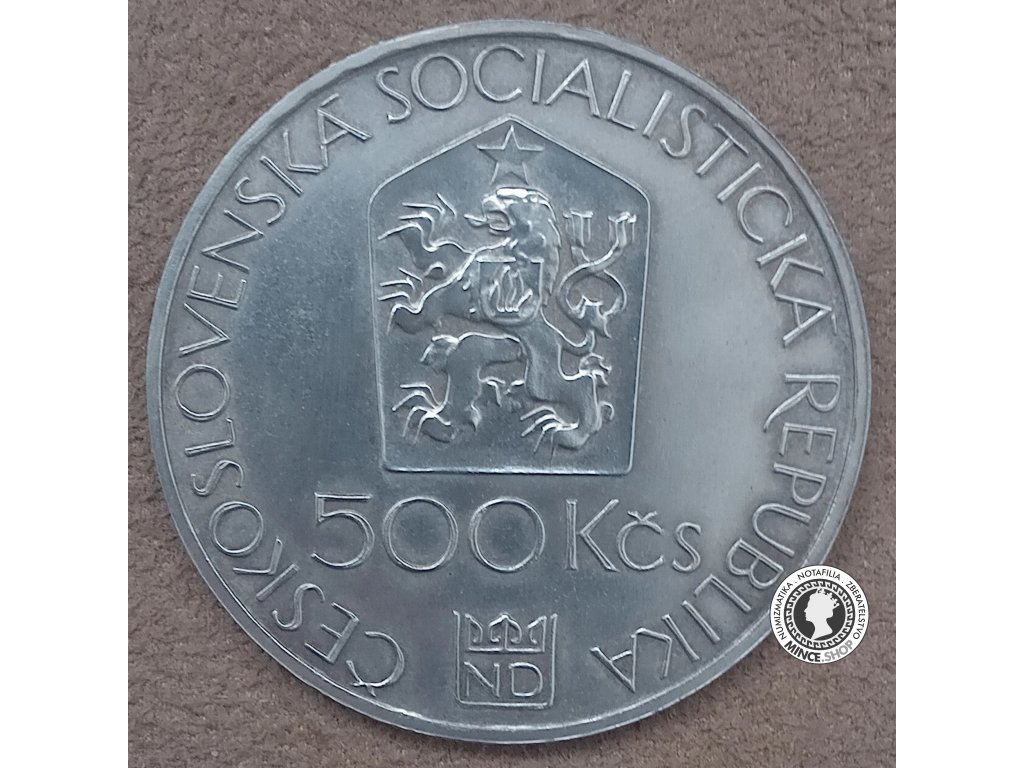 ČESKOSLOVENSKÁ SOCIALISTICKÁ REPUBLIKA
500 Kčs
ND
NUMIZMATIKA . NOTAFILIA . ZBERATEĽSTVO
MINCE.SHOP